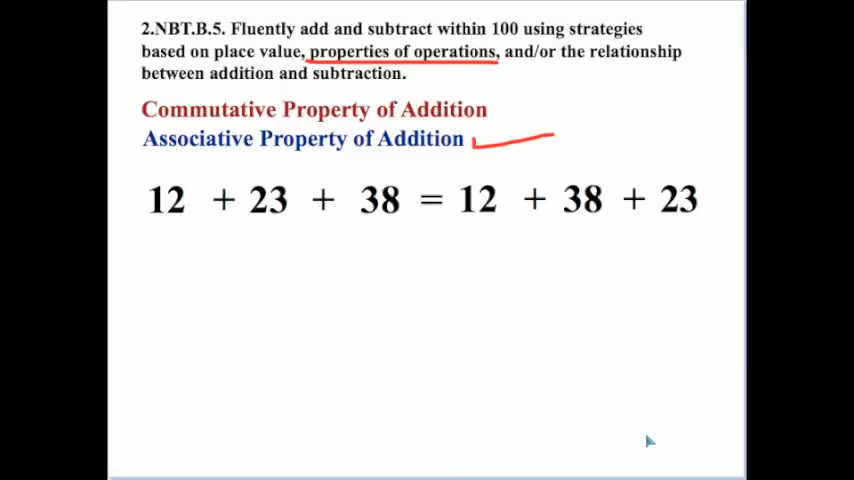 2.NBT.B.5. Fluently add and subtract within 100 using strategies
based on place value, properties of operations, and/or the relationship
between addition and subtraction.
Commutative Property of Addition
Associative Property of Addition
12 + 23 + 38 = 12 + 38 + 23